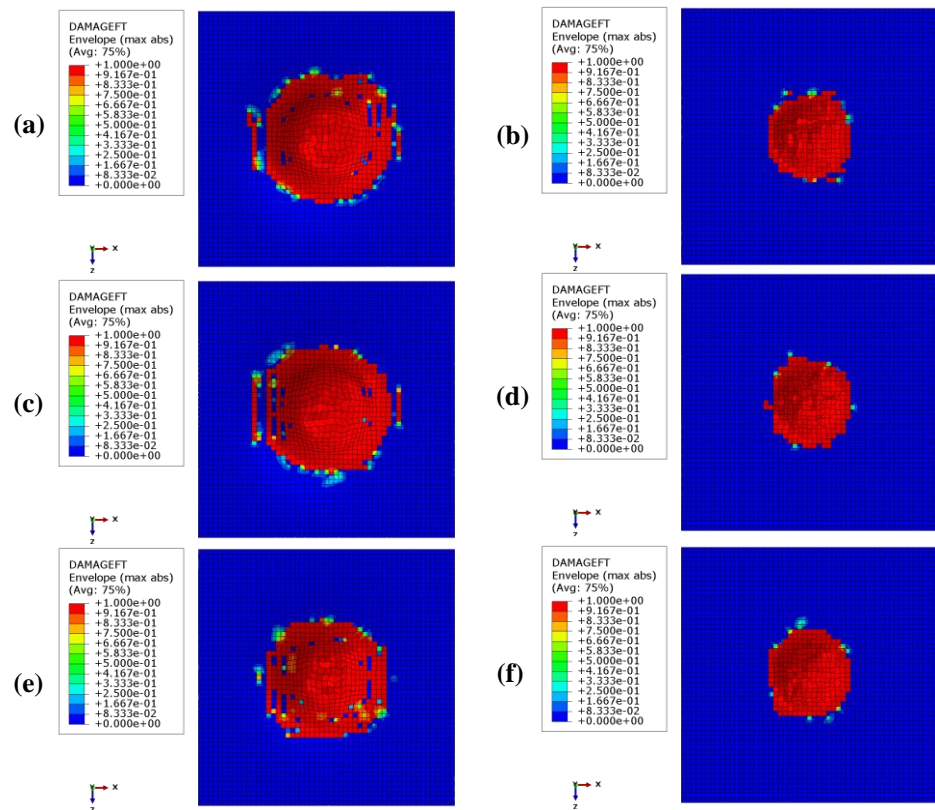 (a)
DAMAGEFT
Envelope (max abs)
(Avg: 75%)
+1.000e+00
+9.167e-01
+8.333e-01
+7.500e-01
+6.667e-01
+5.833e-01
+5.000e-01
+4.167e-01
+3.333e-01
+2.500e-01
+1.667e-01
+8.333e-02
+0.000e+00
Y X
Z
(b)
DAMAGEFT
Envelope (max abs)
(Avg: 75%)
+1.000e+00
+9.167e-01
+8.333e-01
+7.500e-01
+6.667e-01
+5.833e-01
+5.000e-01
+4.167e-01
+3.333e-01
+2.500e-01
+1.667e-01
+8.333e-02
+0.000e+00
Y X
Z
(c)
DAMAGEFT
Envelope (max abs)
(Avg: 75%)
+1.000e+00
+9.167e-01
+8.333e-01
+7.500e-01
+6.667e-01
+5.833e-01
+5.000e-01
+4.167e-01
+3.333e-01
+2.500e-01
+1.667e-01
+8.333e-02
+0.000e+00
Y X
Z
(d)
DAMAGEFT
Envelope (max abs)
(Avg: 75%)
+1.000e+00
+9.167e-01
+8.333e-01
+7.500e-01
+6.667e-01
+5.833e-01
+5.000e-01
+4.167e-01
+3.333e-01
+2.500e-01
+1.667e-01
+8.333e-02
+0.000e+00
Y X
Z
(e)
DAMAGEFT
Envelope (max abs)
(Avg: 75%)
+1.000e+00
+9.167e-01
+8.333e-01
+7.500e-01
+6.667e-01
+5.833e-01
+5.000e-01
+4.167e-01
+3.333e-01
+2.500e-01
+1.667e-01
+8.333e-02
+0.000e+00
Y X
Z
(f)
DAMAGEFT
Envelope (max abs)
(Avg: 75%)
+1.000e+00
+9.167e-01
+8.333e-01
+7.500e-01
+6.667e-01
+5.833e-01
+5.000e-01
+4.167e-01
+3.333e-01
+2.500e-01
+1.667e-01
+8.333e-02
+0.000e+00
Y X
Z